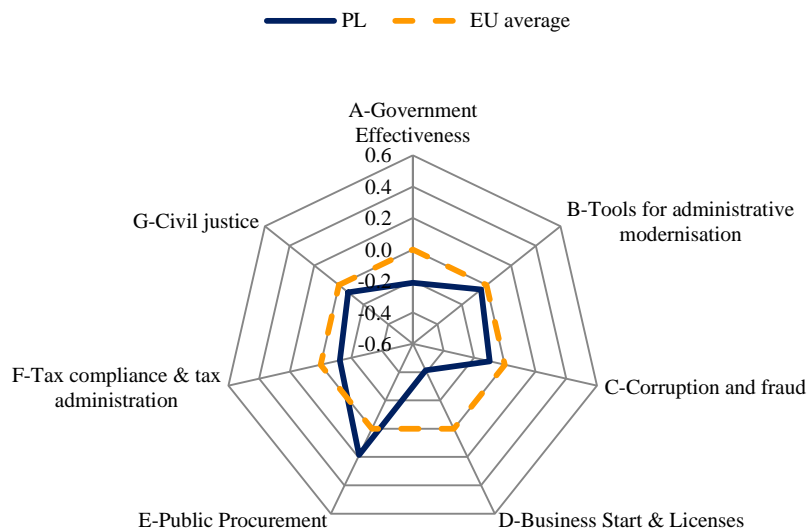 PL
EU average
A-Government
Effectiveness
0.6
0.4
0.2
0.0
-0.2
-0.4
-0.6
B-Tools for administrative
modernisation
C-Corruption and fraud
D-Business Start & Licenses
E-Public Procurement
F-Tax compliance & tax
administration
G-Civil justice